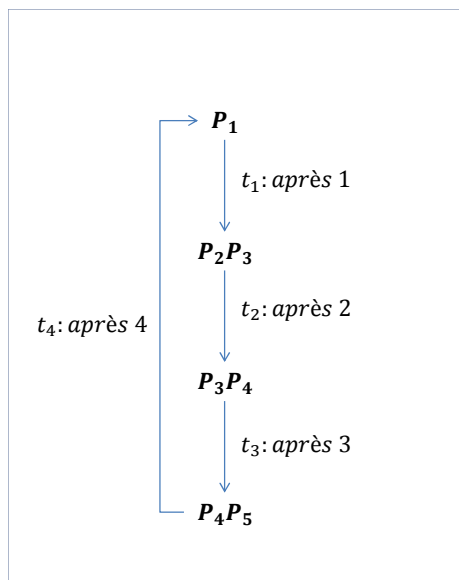 P₁
t₁: après 1
P₂P₃
t₂: après 2
t₄: après 4
P₃P₄
t₃: après 3
P₄P₅